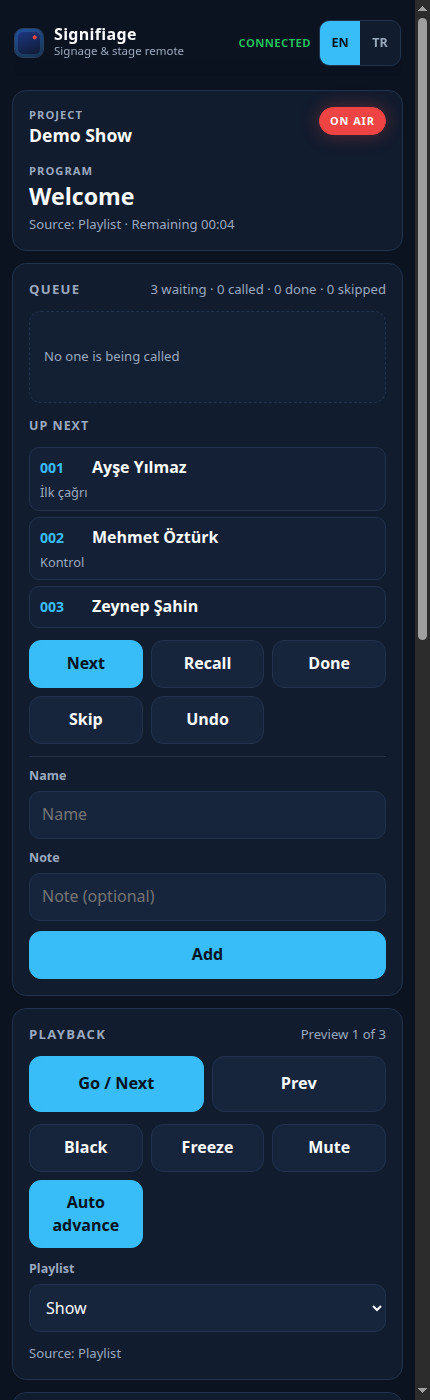 Signifiage
Signage & stage remote
CONNECTED
EN
TR
PROJECT
Demo Show
ON AIR
PROGRAM
Welcome
Source: Playlist · Remaining 00:04
QUEUE
3 waiting · 0 called · 0 done · 0 skipped
No one is being called
UP NEXT
001 Ayşe Yılmaz
İlk çağrı
002 Mehmet Öztürk
Kontrol
003 Zeynep Şahin
Next
Recall
Done
Skip
Undo
Name
Name
Note
Note (optional)
Add
PLAYBACK
Preview 1 of 3
Go / Next
Prev
Black
Freeze
Mute
Auto
advance
Playlist
Show
Source: Playlist